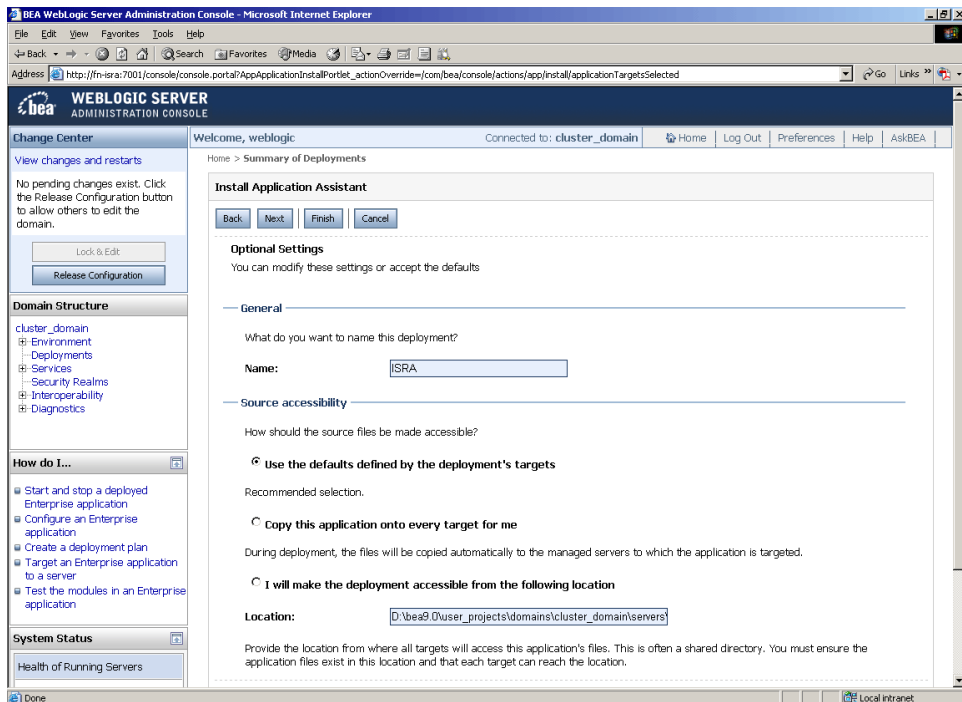 BEA WebLogic Server Administration Console - Microsoft Internet Explorer
File Edit View Favorites Tools Help
Back Search Favorites Media
Address http://fn-isra:7001/console/console.portal?AppApplicationInstallPortlet_actionOverride=/com/bea/console/actions/app/install/applicationTargetsSelected Go Links »
bea WEBLOGIC SERVER
ADMINISTRATION CONSOLE
Change Center
View changes and restarts
No pending changes exist. Click
the Release Configuration button
to allow others to edit the
domain.
Lock & Edit
Release Configuration
Domain Structure
cluster_domain
Environment
Deployments
Services
Security Realms
Interoperability
Diagnostics
How do I...
Start and stop a deployed
Enterprise application
Configure an Enterprise
application
Create a deployment plan
Target an Enterprise application
to a server
Test the modules in an Enterprise
application
System Status
Health of Running Servers
Welcome, weblogic Connected to: cluster_domain Home Log Out Preferences Help AskBEA
Home > Summary of Deployments
Install Application Assistant
Back Next Finish Cancel
Optional Settings
You can modify these settings or accept the defaults
General
What do you want to name this deployment?
Name: ISRA
Source accessibility
How should the source files be made accessible?
Use the defaults defined by the deployment's targets
Recommended selection.
Copy this application onto every target for me
During deployment, the files will be copied automatically to the managed servers to which the application is targeted.
I will make the deployment accessible from the following location
Location: D:\bea9.0\user_projects\domains\cluster_domain\servers\
Provide the location from where all targets will access this application's files. This is often a shared directory. You must ensure the
application files exist in this location and that each target can reach the location.
Done Local intranet